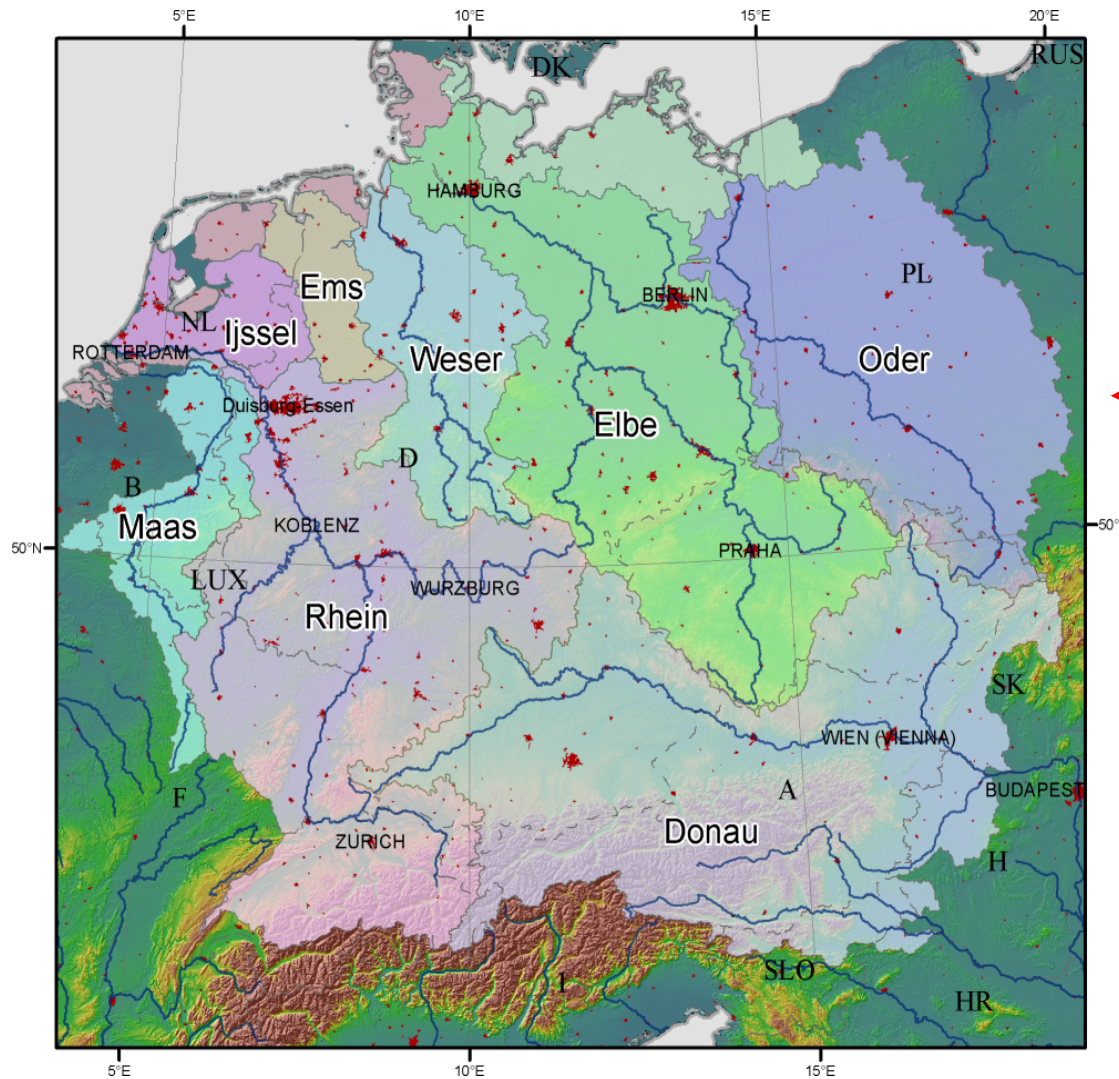 5°E
10°E
15°E
20°E
DK
RUS
HAMBURG
PL
Ems
BERLIN
NL
Ijssel
ROTTERDAM
Weser
Oder
Duisburg-Essen
Elbe
D
B
Maas
KOBLENZ
50°
50°N
PRAHA
LUX
WURZBURG
Rhein
SK
WIEN (VIENNA)
F
A
BUDAPEST
Donau
ZURICH
H
SLO
I
HR
5°E
10°E
15°E